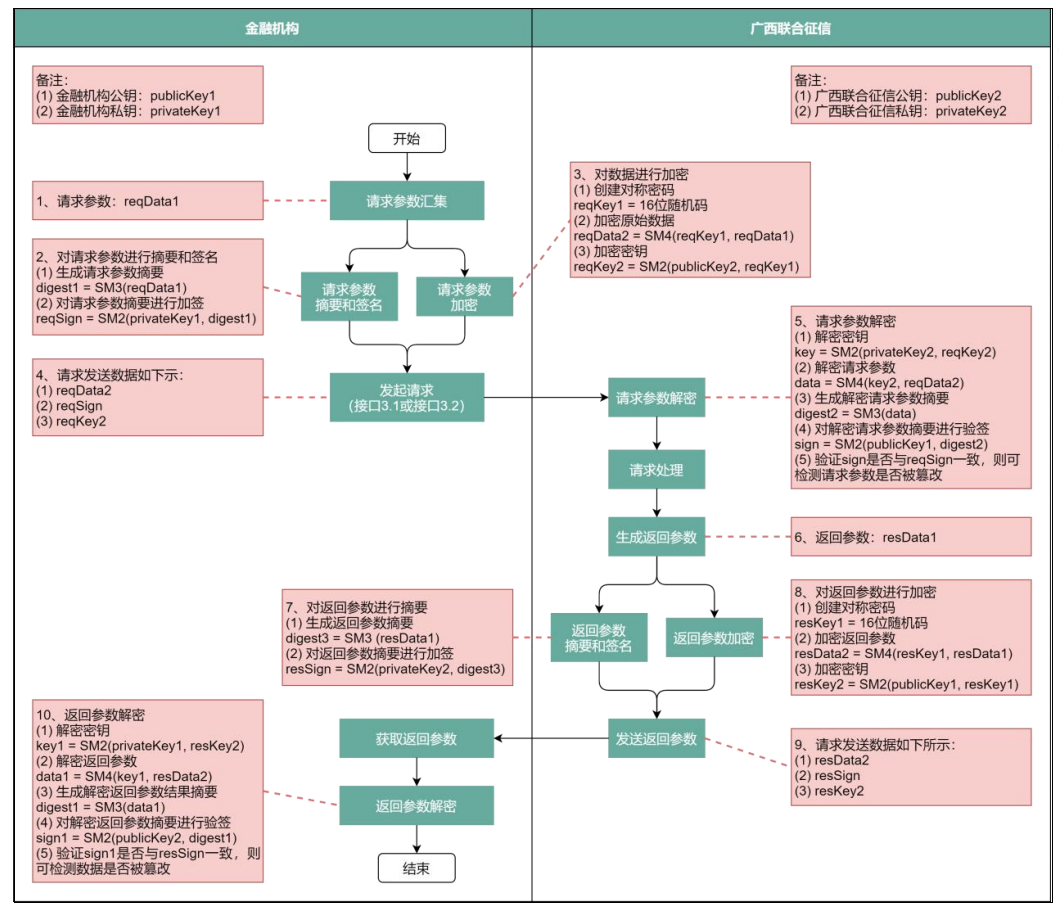 金融机构
广西联合征信
备注：
(1) 金融机构公钥：publicKey1
(2) 金融机构私钥：privateKey1
备注：
(1) 广西联合征信公钥：publicKey2
(2) 广西联合征信私钥：privateKey2
开始
1、请求参数：reqData1
请求参数汇集
3、对数据进行加密
(1) 创建对称密码
reqKey1 = 16位随机码
(2) 加密原始数据
reqData2 = SM4(reqKey1, reqData1)
(3) 加密密钥
reqKey2 = SM2(publicKey2, reqKey1)
2、对请求参数进行摘要和签名
(1) 生成请求参数摘要
digest1 = SM3(reqData1)
(2) 对请求参数摘要进行加签
reqSign = SM2(privateKey1, digest1)
请求参数
摘要和签名
请求参数
加密
4、请求发送数据如下示：
(1) reqData2
(2) reqSign
(3) reqKey2
发起请求
(接口3.1或接口3.2)
请求参数解密
5、请求参数解密
(1) 解密密钥
key = SM2(privateKey2, reqKey2)
(2) 解密请求参数
data = SM4(key2, reqData2)
(3) 生成解密请求参数摘要
digest2 = SM3(data)
(4) 对解密请求参数摘要进行验签
sign = SM2(publicKey1, digest2)
(5) 验证sign是否与reqSign一致，则可
检测请求参数是否被篡改
请求处理
生成返回参数
6、返回参数：resData1
7、对返回参数进行摘要
(1) 生成返回参数摘要
digest3 = SM3 (resData1)
(2) 对返回参数摘要进行加签
resSign = SM2(privateKey2, digest3)
返回参数
摘要和签名
返回参数加密
8、对返回参数进行加密
(1) 创建对称密码
resKey1 = 16位随机码
(2) 加密返回参数
resData2 = SM4(resKey1, resData1)
(3) 加密密钥
resKey2 = SM2(publicKey1, resKey1)
10、返回参数解密
(1) 解密密钥
key1 = SM2(privateKey1, resKey2)
(2) 解密返回参数
data1 = SM4(key1, resData2)
(3) 生成解密返回参数结果摘要
digest1 = SM3(data1)
(4) 对解密返回参数摘要进行验签
sign1 = SM2(publicKey2, digest1)
(5) 验证sign1是否与resSign一致，则
可检测数据是否被篡改
获取返回参数
发送返回参数
9、请求发送数据如下所示：
(1) resData2
(2) resSign
(3) resKey2
返回参数解密
结束